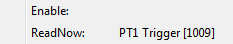 Enable:
ReadNow: PT1 Trigger [1009]